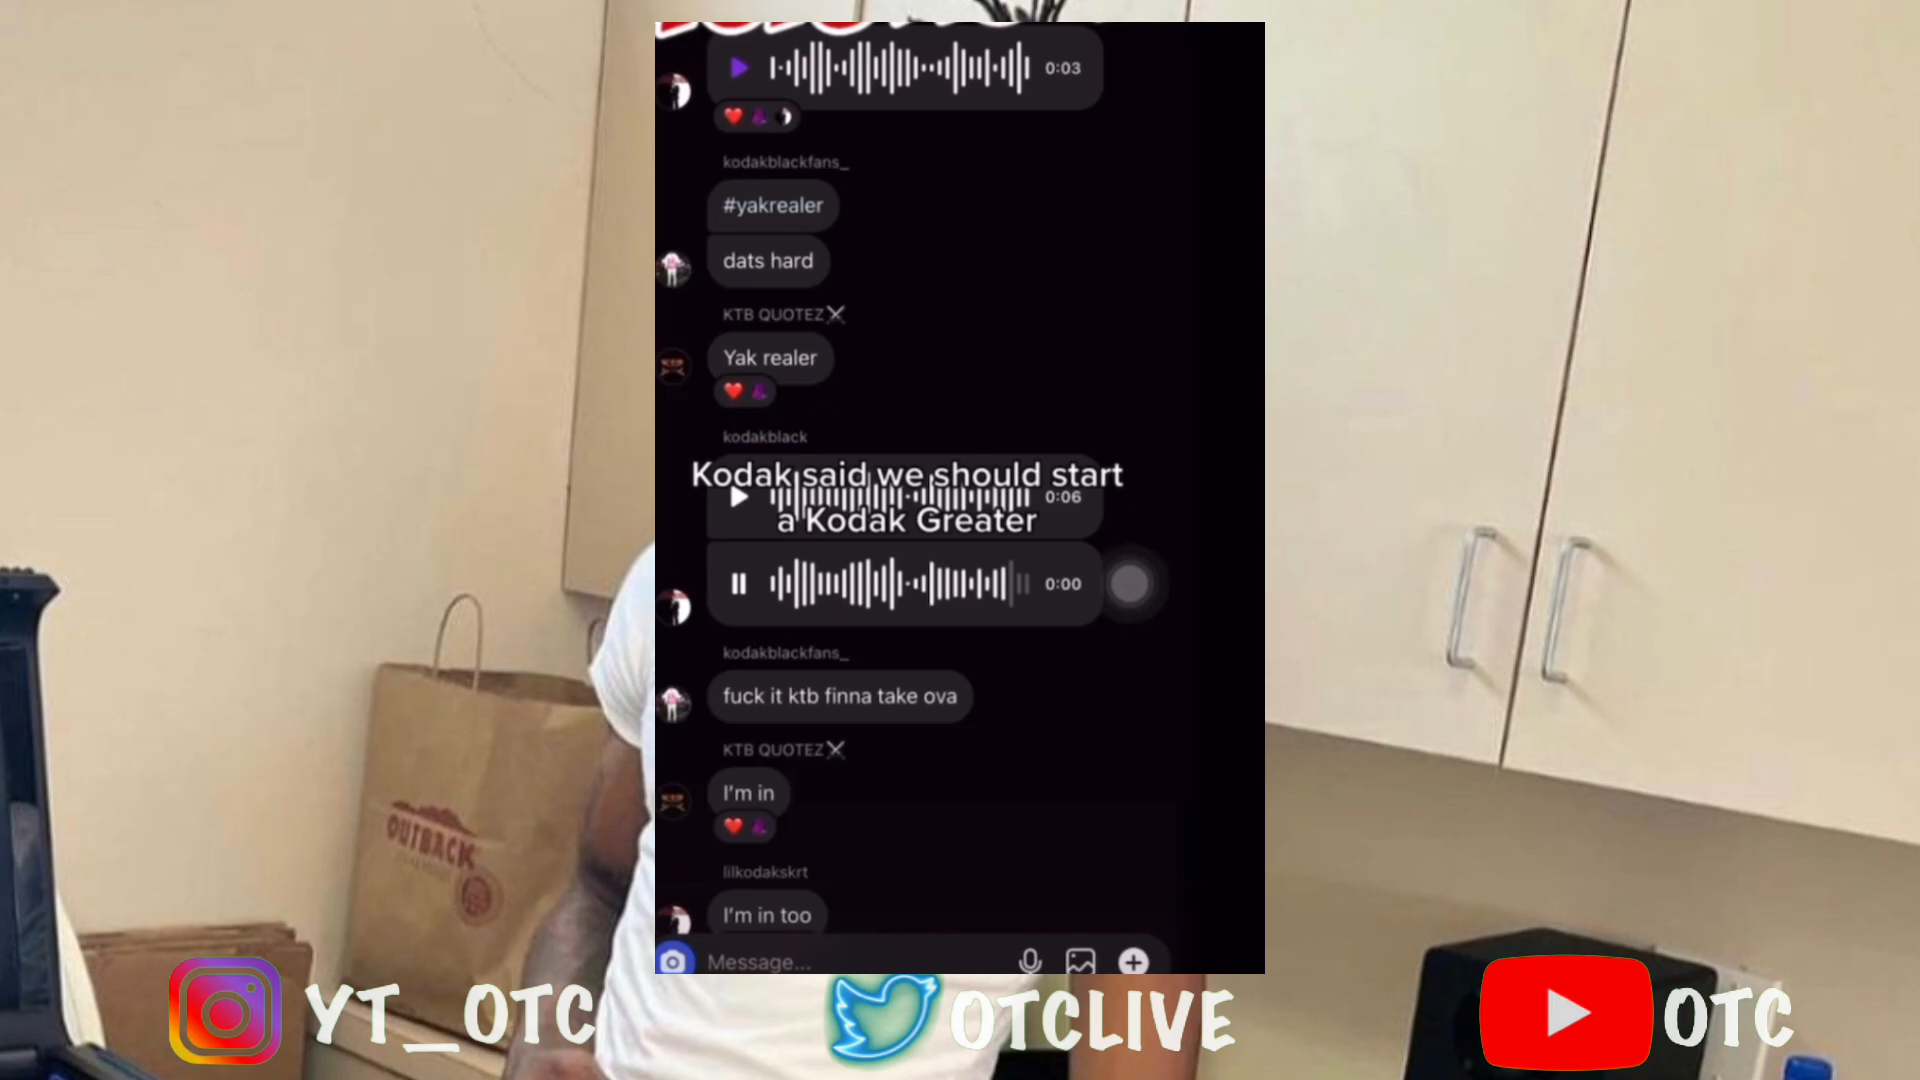 0:03
kodakblackfans_
#yakrealer
dats hard
KTB QUOTEZ
Yak realer
kodakblack
Kodak said we should start
0:06
a Kodak Greater
0:00
kodakblackfans_
fuck it ktb finna take ova
KTB QUOTEZ
I'm in
OUTBACK
lilkodakskrt
I'm in too
Message...
YT_OTC
OTCLIVE
OTC